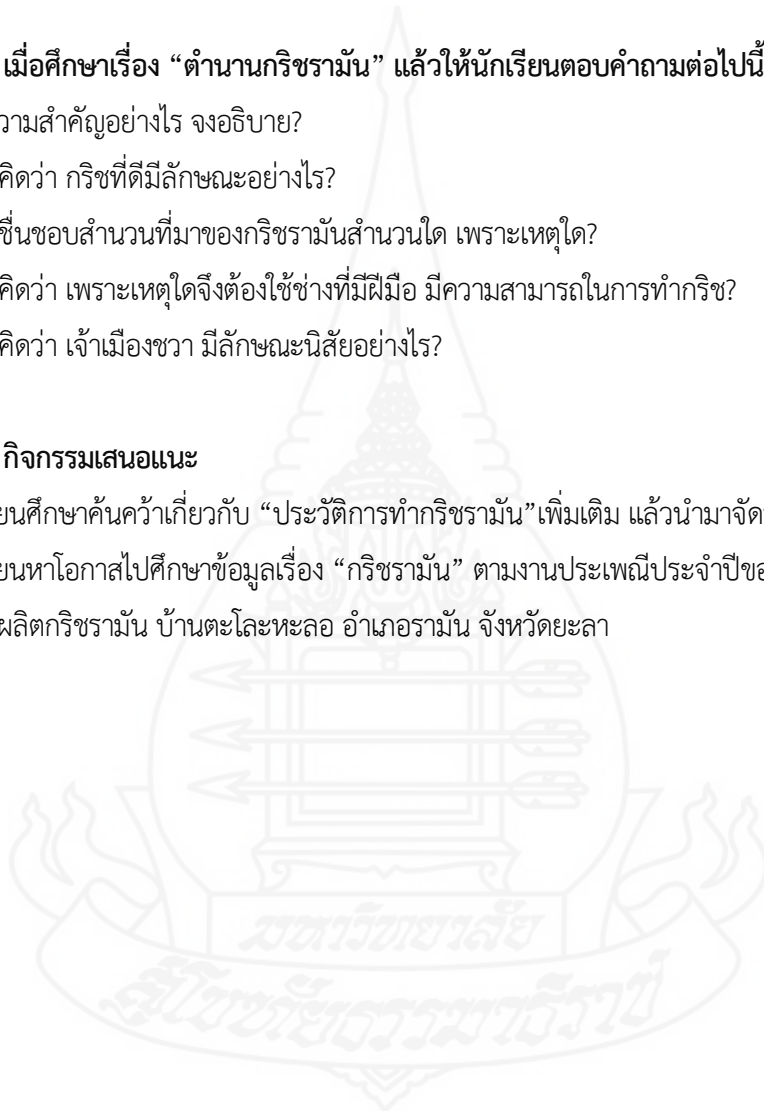 เมื่อศึกษาเรื่อง “ตำนานกริชรามัน” แล้วให้นักเรียนตอบคำถามต่อไปนี้
วามสำคัญอย่างไร จงอธิบาย?
คิดว่า กริชที่ดีมีลักษณะอย่างไร?
ชื่นชอบสำนวนที่มาของกริชรามันสำนวนใด เพราะเหตุใด?
คิดว่า เพราะเหตุใดจึงต้องใช้ช่างที่มีฝีมือ มีความสามารถในการทำกริช?
คิดว่า เจ้าเมืองชวา มีลักษณะนิสัยอย่างไร?
กิจกรรมเสนอแนะ
ยนศึกษาค้นคว้าเกี่ยวกับ “ประวัติการทำกริชรามัน”เพิ่มเติม แล้วนำมาจัด
ยนหาโอกาสไปศึกษาข้อมูลเรื่อง “กริชรามัน” ตามงานประเพณีประจำปีขอ
ผลิตกริชรามัน บ้านตะโละหะลอ อำเภอรามัน จังหวัดยะลา
มหาวิทยาลัย
สุโขทัยธรรมาธิราช